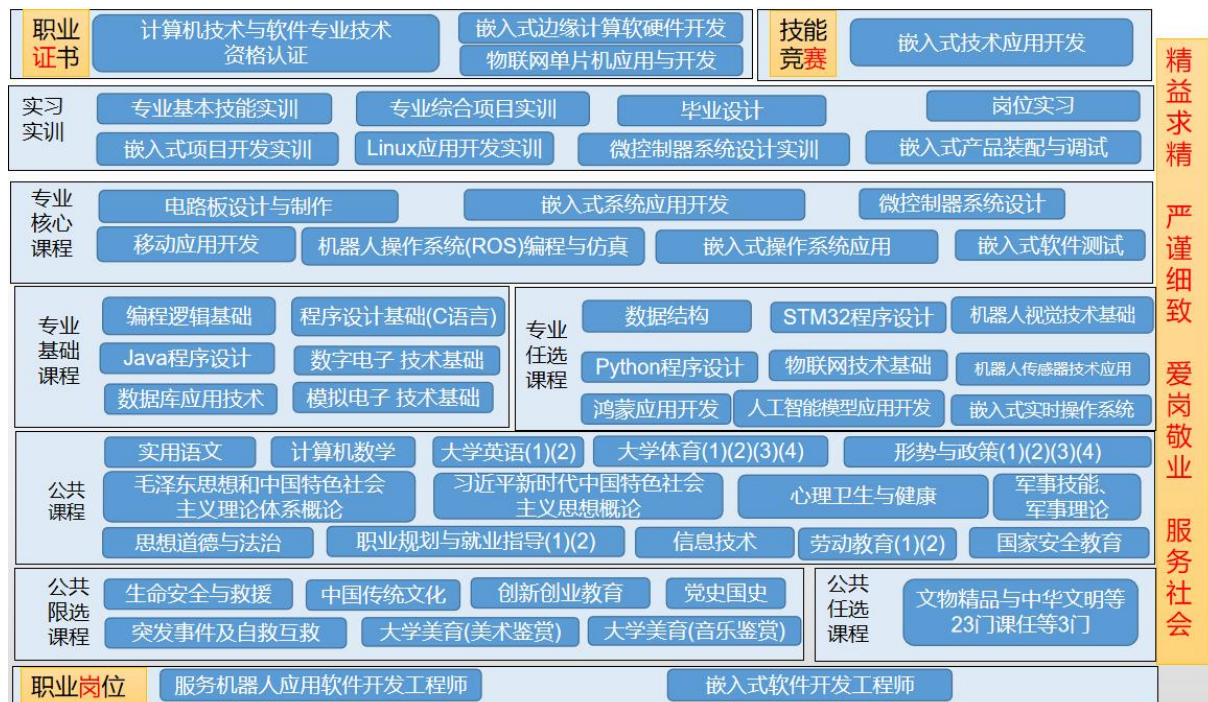 职业
证书
计算机技术与软件专业技术
资格认证
嵌入式边缘计算软硬件开发
物联网单片机应用与开发
技能
竞赛
嵌入式技术应用开发
实习
实训
专业基本技能实训
专业综合项目实训
毕业设计
岗位实习
嵌入式项目开发实训
Linux应用开发实训
微控制器系统设计实训
嵌入式产品装配与调试
专业
核心
课程
电路板设计与制作
嵌入式系统应用开发
微控制器系统设计
移动应用开发
机器人操作系统(ROS)编程与仿真
嵌入式操作系统应用
嵌入式软件测试
专业
基础
课程
编程逻辑基础
程序设计基础(C语言)
Java程序设计
数字电子 技术基础
数据库应用技术
模拟电子 技术基础
专业
任选
课程
数据结构
STM32程序设计
机器人视觉技术基础
Python程序设计
物联网技术基础
机器人传感器技术应用
鸿蒙应用开发
人工智能模型应用开发
嵌入式实时操作系统
公共
课程
实用语文
计算机数学
大学英语(1)(2)
大学体育(1)(2)(3)(4)
形势与政策(1)(2)(3)(4)
毛泽东思想和中国特色社会
主义理论体系概论
习近平新时代中国特色社会
主义思想概论
心理卫生与健康
军事技能、
军事理论
思想道德与法治
职业规划与就业指导(1)(2)
信息技术
劳动教育(1)(2)
国家安全教育
公共
限选
课程
生命安全与救援
中国传统文化
创新创业教育
党史国史
突发事件及自救互救
大学美育(美术鉴赏)
大学美育(音乐鉴赏)
公共
任选
课程
文物精品与中华文明等
23门课任等3门
职业岗位
服务机器人应用软件开发工程师
嵌入式软件开发工程师
精益求精 严谨细致 爱岗敬业 服务社会